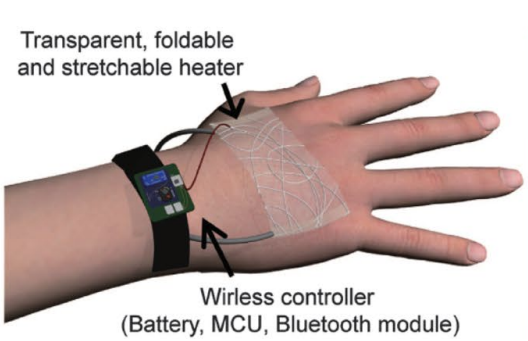 Transparent, foldable
and stretchable heater
Wirless controller
(Battery, MCU, Bluetooth module)